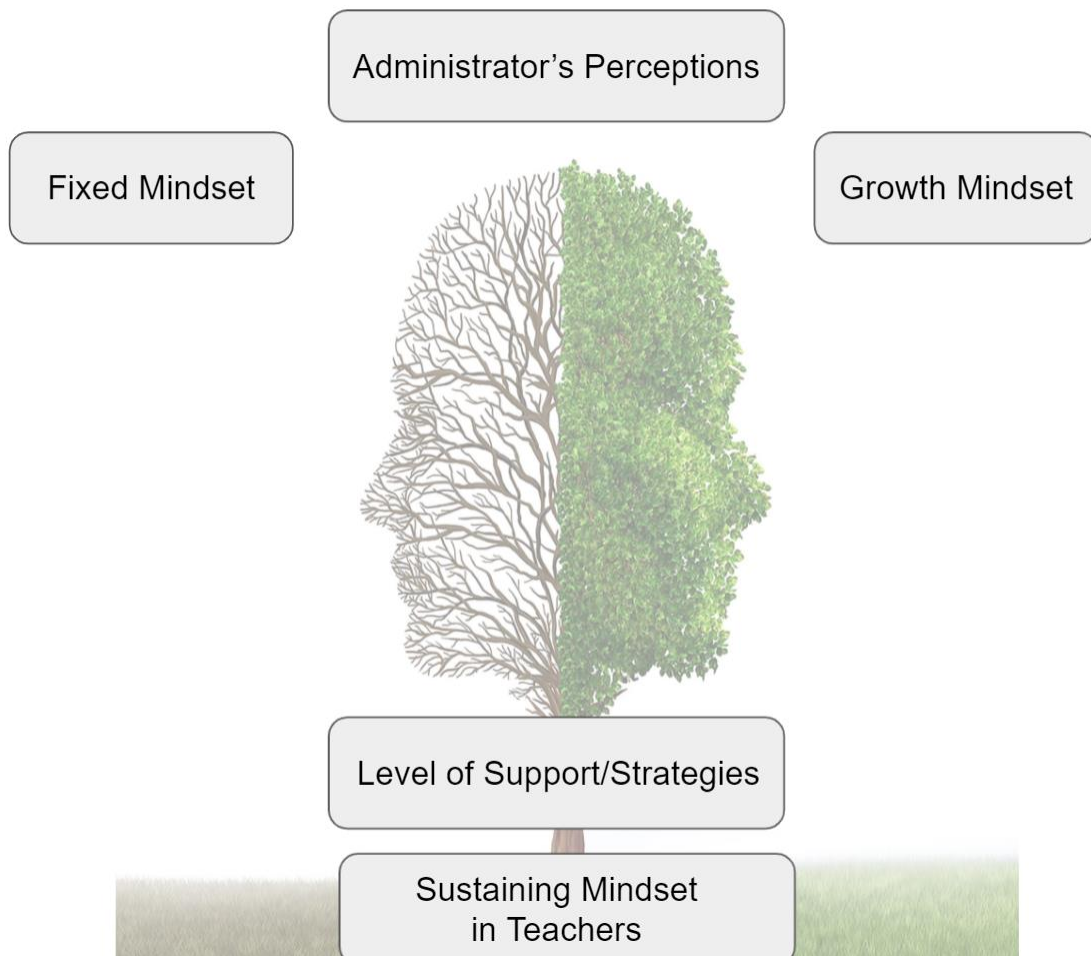 Administrator’s Perceptions
Fixed Mindset
Growth Mindset
Level of Support/Strategies
Sustaining Mindset
in Teachers